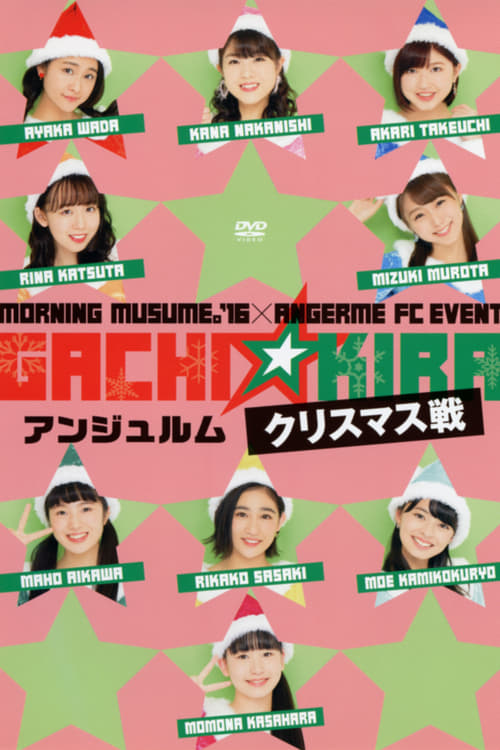 AYAKA WADA
KANA NAKANISHI
AKARI TAKEUCHI
DVD
VIDEO
RINA KATSUTA
MIZUKI MUROTA
MORNING MUSUME。'16×ANGERME FC EVENT
GACHI☆KIRA
アンジュルム
クリスマス戦
MAHO AIKAWA
RIKAKO SASAKI
MOE KAMIKOKURYO
MOMONA KASAHARA